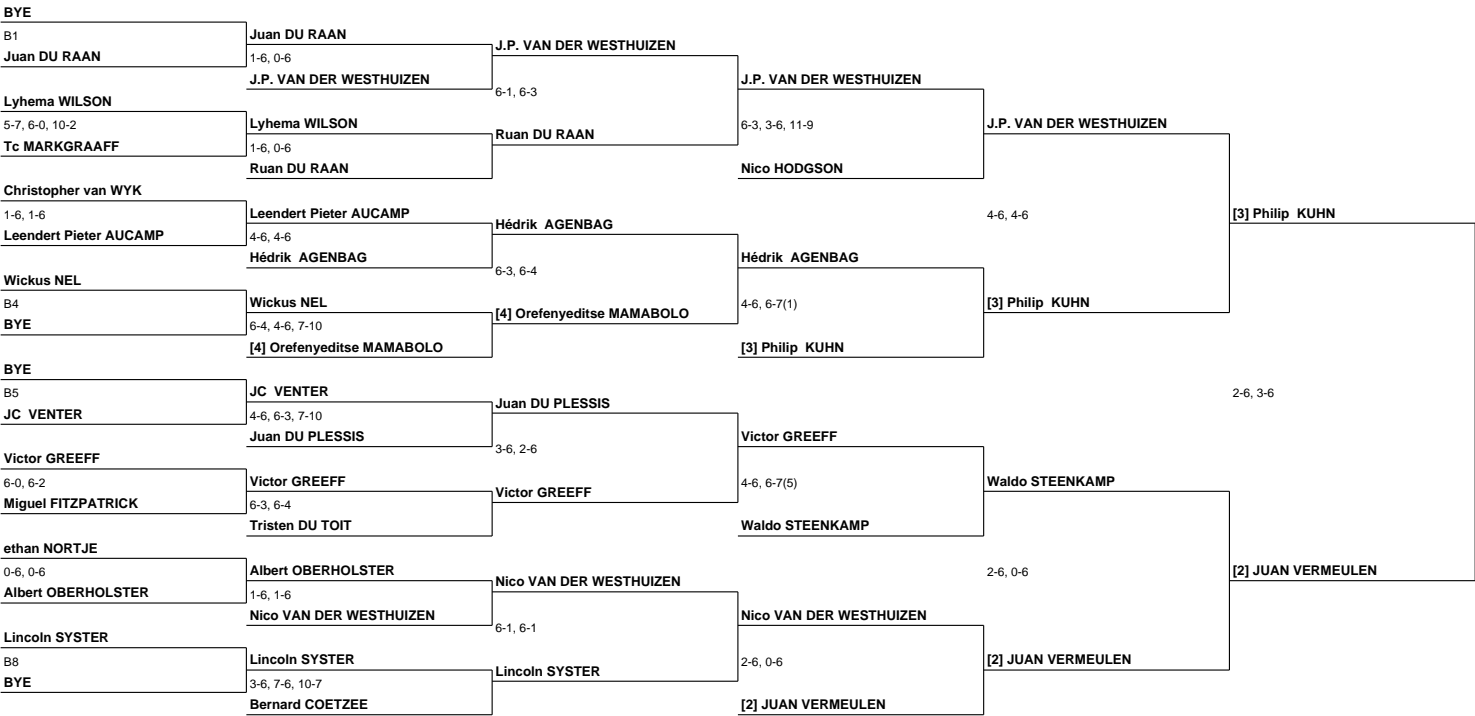 BYE
B1
Juan DU RAAN
Lyhema WILSON
5-7, 6-0, 10-2
Tc MARKGRAAFF
Christopher van WYK
1-6, 1-6
Leendert Pieter AUCAMP
Wickus NEL
B4
BYE
BYE
B5
JC  VENTER
Victor GREEFF
6-0, 6-2
Miguel FITZPATRICK
ethan NORTJE
0-6, 0-6
Albert OBERHOLSTER
Lincoln SYSTER
B8
BYE
Juan DU RAAN
1-6, 0-6
J.P. VAN DER WESTHUIZEN
Lyhema WILSON
1-6, 0-6
Ruan DU RAAN
Leendert Pieter AUCAMP
4-6, 4-6
Hédrik  AGENBAG
Wickus NEL
6-4, 4-6, 7-10
[4] Orefenyeditse MAMABOLO
JC  VENTER
4-6, 6-3, 7-10
Juan DU PLESSIS
Victor GREEFF
6-3, 6-4
Tristen DU TOIT
Albert OBERHOLSTER
1-6, 1-6
Nico VAN DER WESTHUIZEN
Lincoln SYSTER
3-6, 7-6, 10-7
Bernard COETZEE
J.P. VAN DER WESTHUIZEN
6-1, 6-3
Ruan DU RAAN
Hédrik  AGENBAG
6-3, 6-4
[4] Orefenyeditse MAMABOLO
Juan DU PLESSIS
3-6, 2-6
Victor GREEFF
Nico VAN DER WESTHUIZEN
6-1, 6-1
Lincoln SYSTER
J.P. VAN DER WESTHUIZEN
6-3, 3-6, 11-9
Nico HODGSON
Hédrik  AGENBAG
4-6, 6-7(1)
[3] Philip  KUHN
Victor GREEFF
4-6, 6-7(5)
Waldo STEENKAMP
Nico VAN DER WESTHUIZEN
2-6, 0-6
[2] JUAN VERMEULEN
J.P. VAN DER WESTHUIZEN
4-6, 4-6
[3] Philip  KUHN
Waldo STEENKAMP
2-6, 0-6
[2] JUAN VERMEULEN
[3] Philip  KUHN
2-6, 3-6
[2] JUAN VERMEULEN